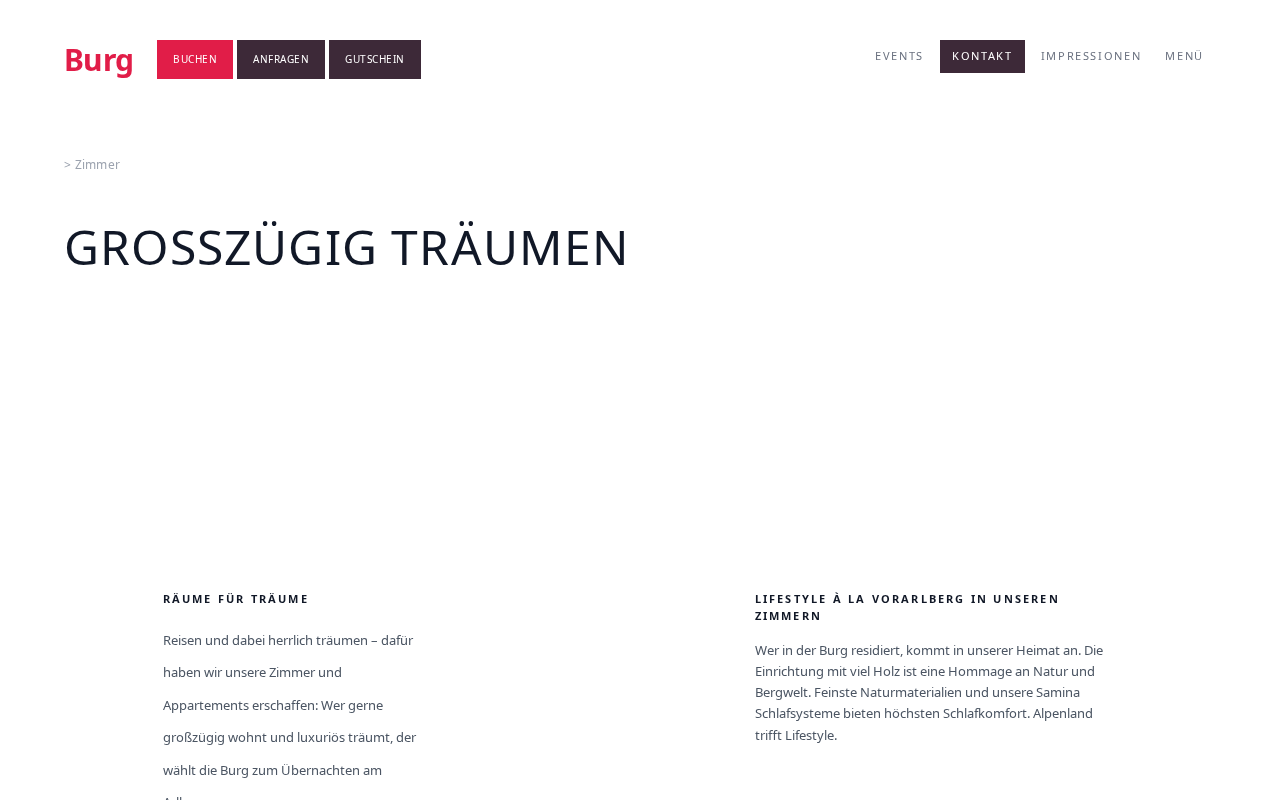 Burg
BUCHEN
ANFRAGEN
GUTSCHEIN
EVENTS
KONTAKT
IMPRESSIONEN
MENÜ
> Zimmer
GROSSZÜGIG TRÄUMEN
RÄUME FÜR TRÄUME
Reisen und dabei herrlich träumen – dafür
haben wir unsere Zimmer und
Appartements erschaffen: Wer gerne
großzügig wohnt und luxuriös träumt, der
wählt die Burg zum Übernachten am
LIFESTYLE À LA VORARLBERG IN UNSEREN
ZIMMERN
Wer in der Burg residiert, kommt in unserer Heimat an. Die
Einrichtung mit viel Holz ist eine Hommage an Natur und
Bergwelt. Feinste Naturmaterialien und unsere Samina
Schlafsysteme bieten höchsten Schlafkomfort. Alpenland
trifft Lifestyle.